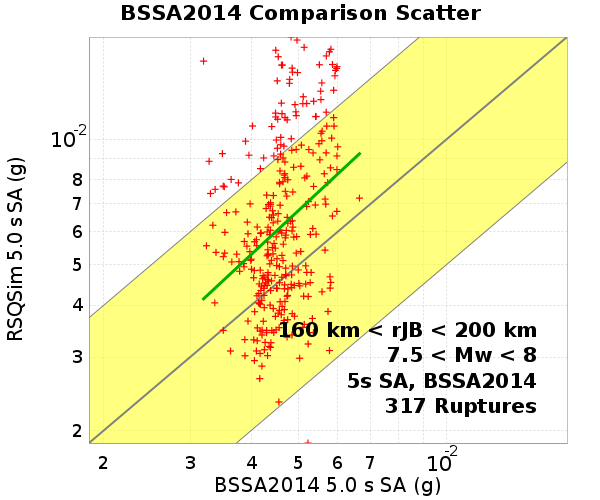 BSSA2014 Comparison Scatter
RSQSim 5.0 s SA (g)
10-2
8
7
6
5
4
3
2
160 km < rJB < 200 km
7.5 < Mw < 8
5s SA, BSSA2014
317 Ruptures
2 3 4 5 6 7 10-2
BSSA2014 5.0 s SA (g)